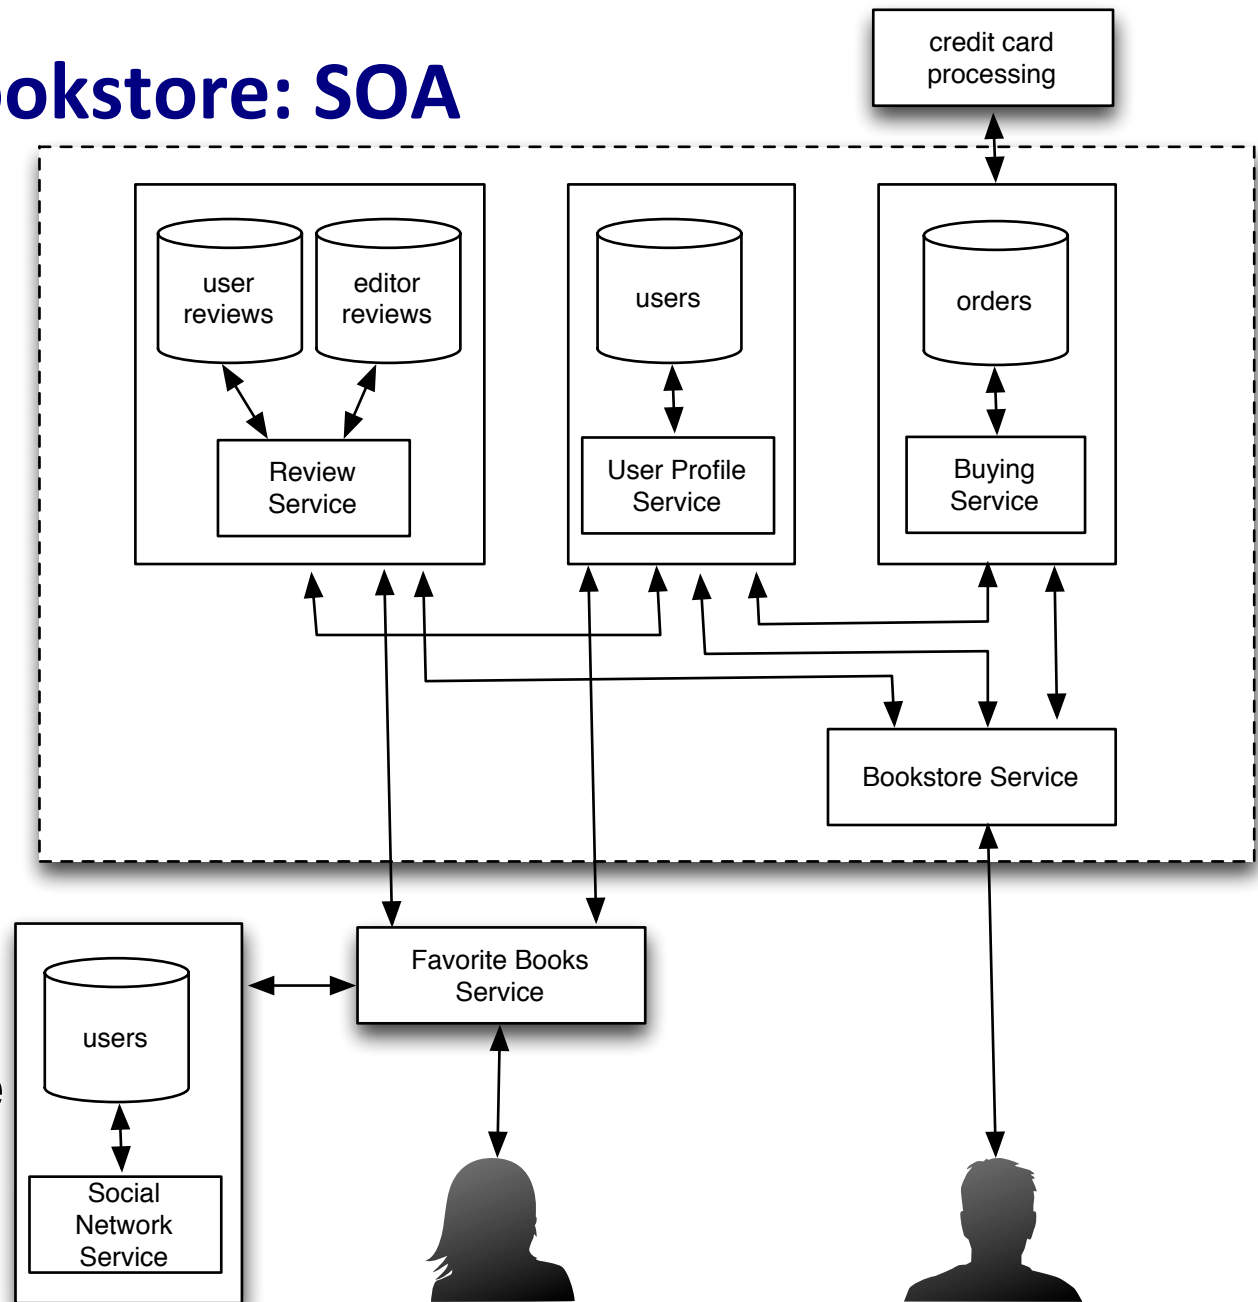 ookstore: SOA
credit card
processing
user
reviews
editor
reviews
users
orders
Review
Service
User Profile
Service
Buying
Service
Bookstore Service
Favorite Books
Service
users
e
Social
Network
Service